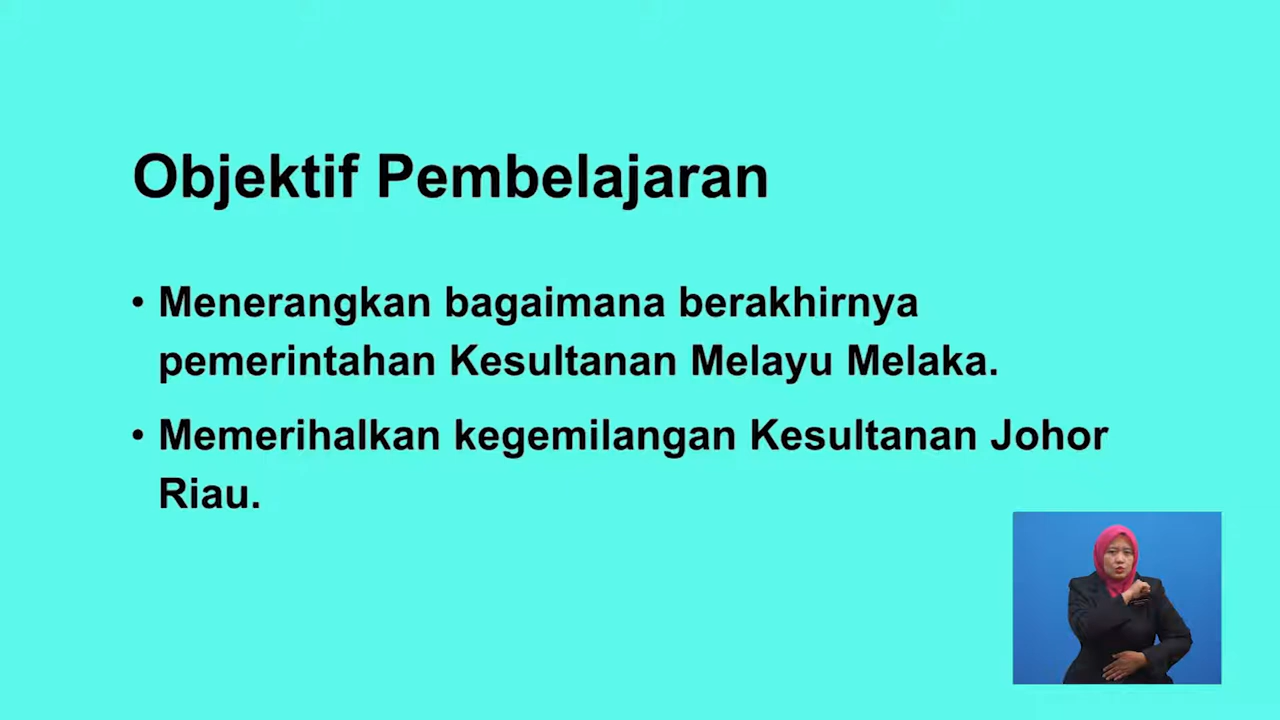 Objektif Pembelajaran
• Menerangkan bagaimana berakhirnya
pemerintahan Kesultanan Melayu Melaka.
• Memerihalkan kegemilangan Kesultanan Johor
Riau.